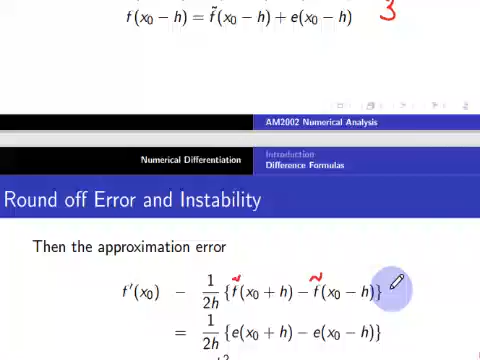 f(x₀ − h) = f̃(x₀ − h) + e(x₀ − h) 3
AM2002 Numerical Analysis
Numerical Differentiation
Introduction
Difference Formulas
Round off Error and Instability
Then the approximation error
f′(x₀) − 1/2h {f̃(x₀ + h) − f̃(x₀ − h)}
= 1/2h {e(x₀ + h) − e(x₀ − h)}